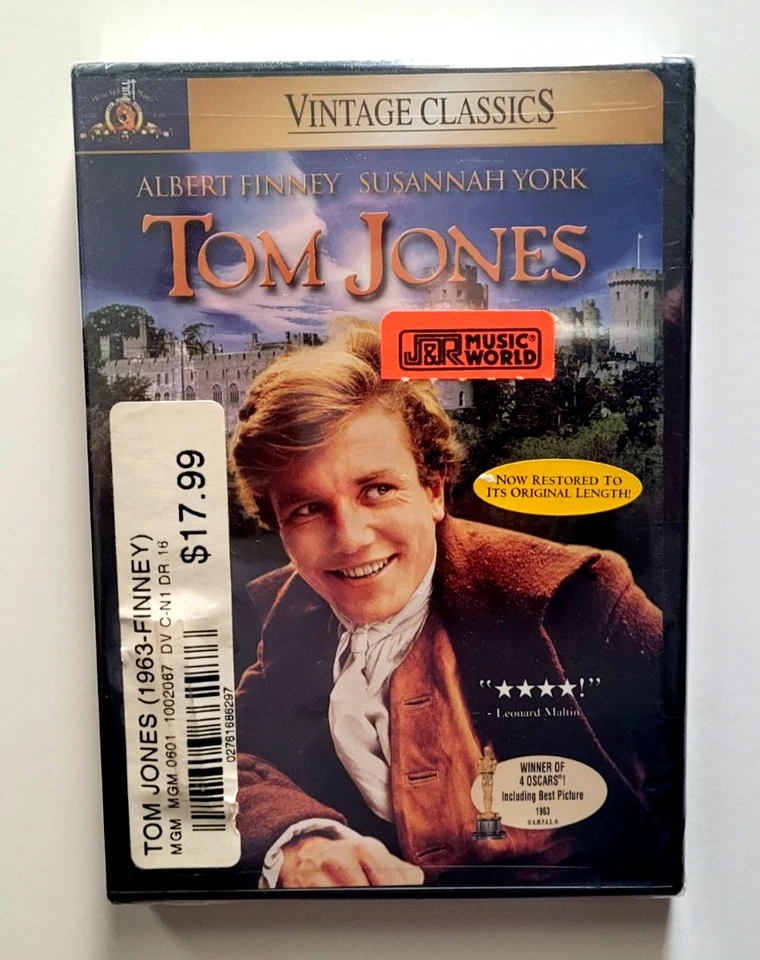 VINTAGE CLASSICS
ALBERT FINNEY SUSANNAH YORK
TOM JONES
J&R MUSIC WORLD
NOW RESTORED TO
ITS ORIGINAL LENGTH!
$17.99
TOM JONES (1963-FINNEY)
MGM MGM 0601 1002067 DV C-N1 DR 16
02761686297
"★★★★!"
- Leonard Maltin
WINNER OF
4 OSCARS®!
Including Best Picture
1963
©A.M.P.A.S.®